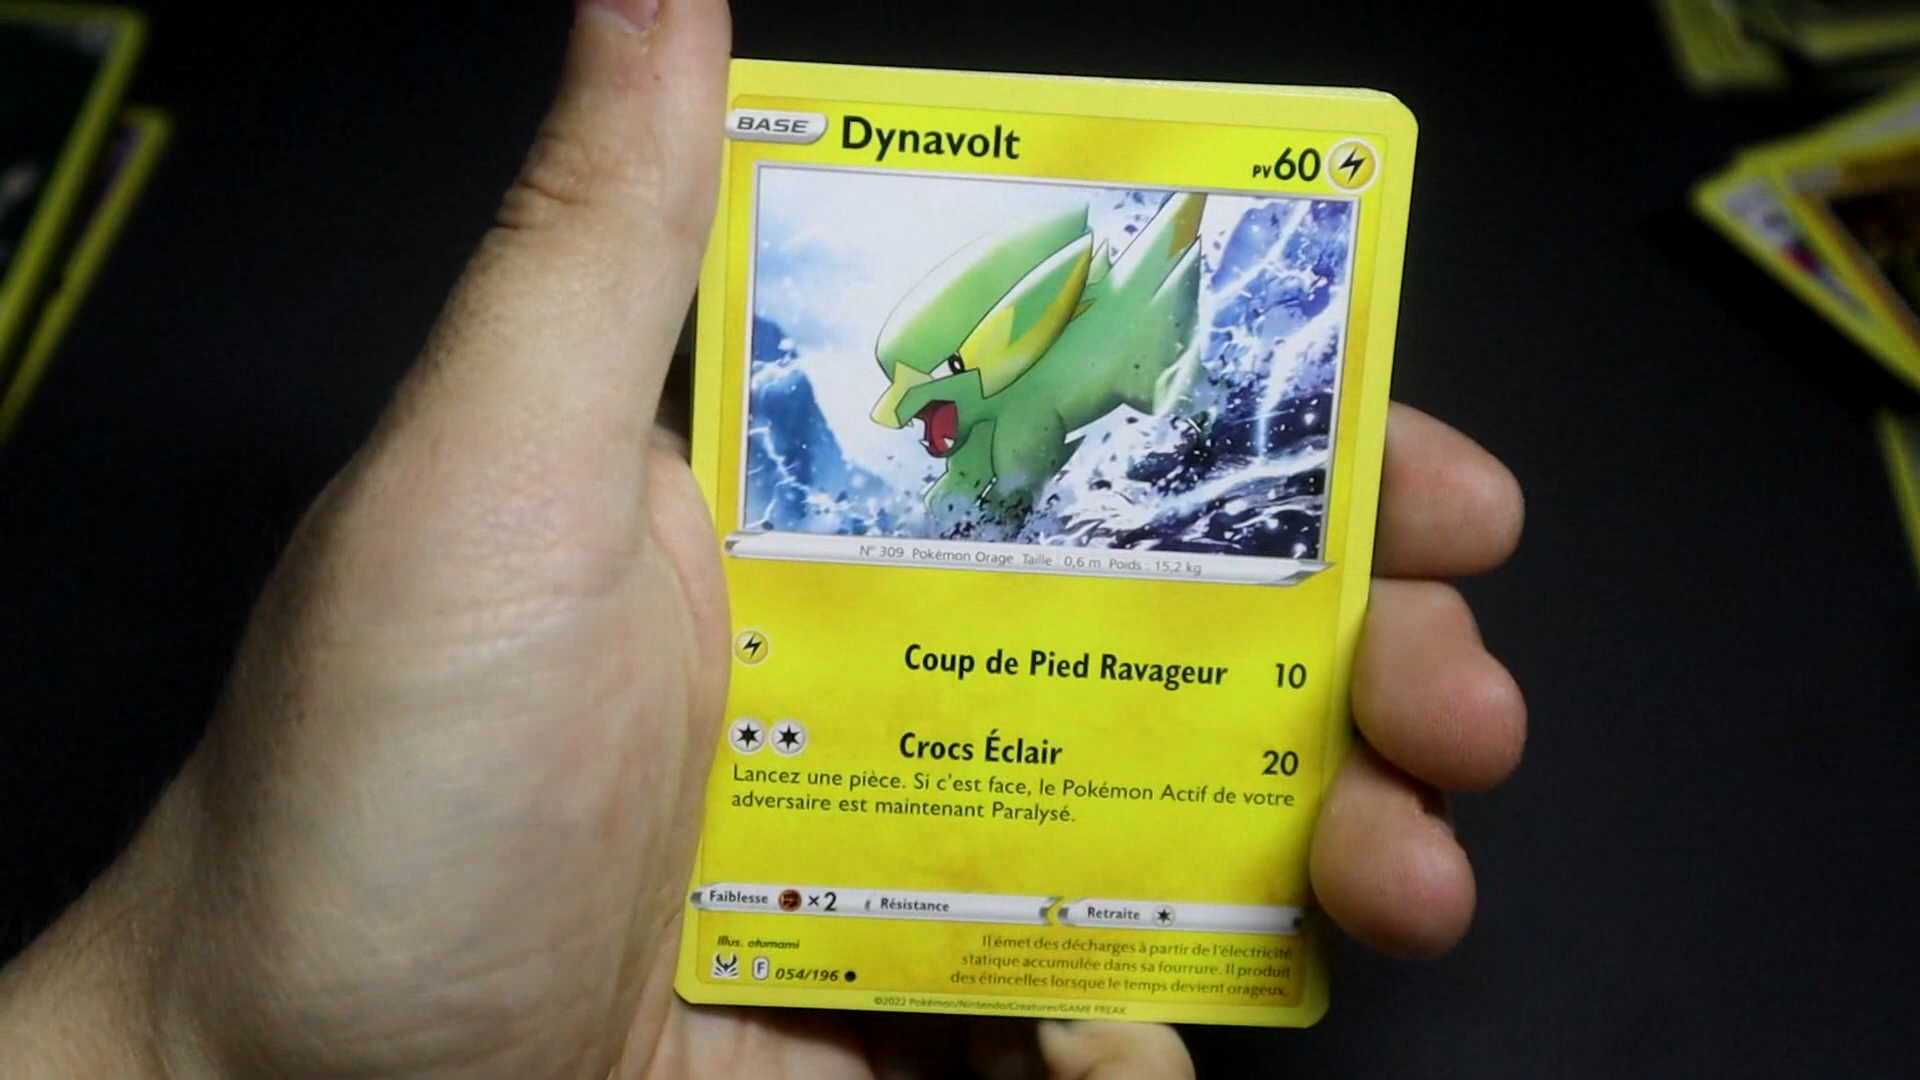 BASE Dynavolt PV60
N° 309 Pokémon Orage Taille : 0,6 m Poids : 15,2 kg
Coup de Pied Ravageur 10
Crocs Éclair 20
Lancez une pièce. Si c'est face, le Pokémon Actif de votre
adversaire est maintenant Paralysé.
Faiblesse ×2 Résistance Retraite
Illus. otumami
Il émet des décharges à partir de l'électricité
statique accumulée dans sa fourrure. Il produit
des étincelles lorsque le temps devient orageux.
F 054/196
©2022 Pokémon/Nintendo/Creatures/GAME FREAK